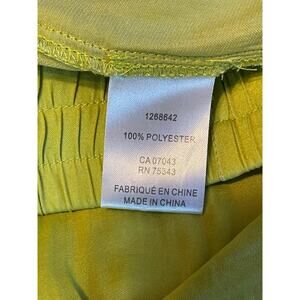 1268642
100% POLYESTER
CA 07043
RN 75343
FABRIQUÉ EN CHINE
MADE IN CHINA